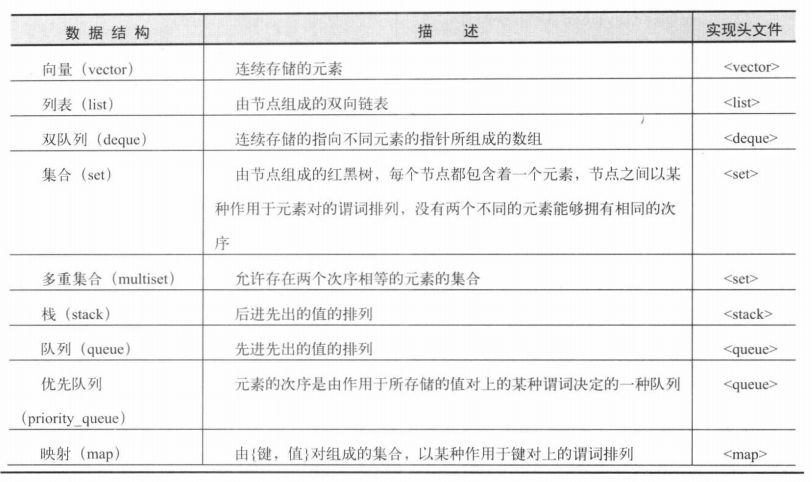 数据结构 描述 实现头文件
向量（vector） 连续存储的元素 <vector>
列表（list） 由节点组成的双向链表 <list>
双队列（deque） 连续存储的指向不同元素的指针所组成的数组 <deque>
集合（set） 由节点组成的红黑树，每个节点都包含着一个元素，节点之间以某 <set>
种作用于元素对的谓词排列，没有两个不同的元素能够拥有相同的次
序
多重集合（multiset） 允许存在两个次序相等的元素的集合 <set>
栈（stack） 后进先出的值的排列 <stack>
队列（queue） 先进先出的值的排列 <queue>
优先队列 元素的次序是由作用于所存储的值对上的某种谓词决定的一种队列 <queue>
（priority_queue）
映射（map） 由{键，值}对组成的集合，以某种作用于键对上的谓词排列 <map>